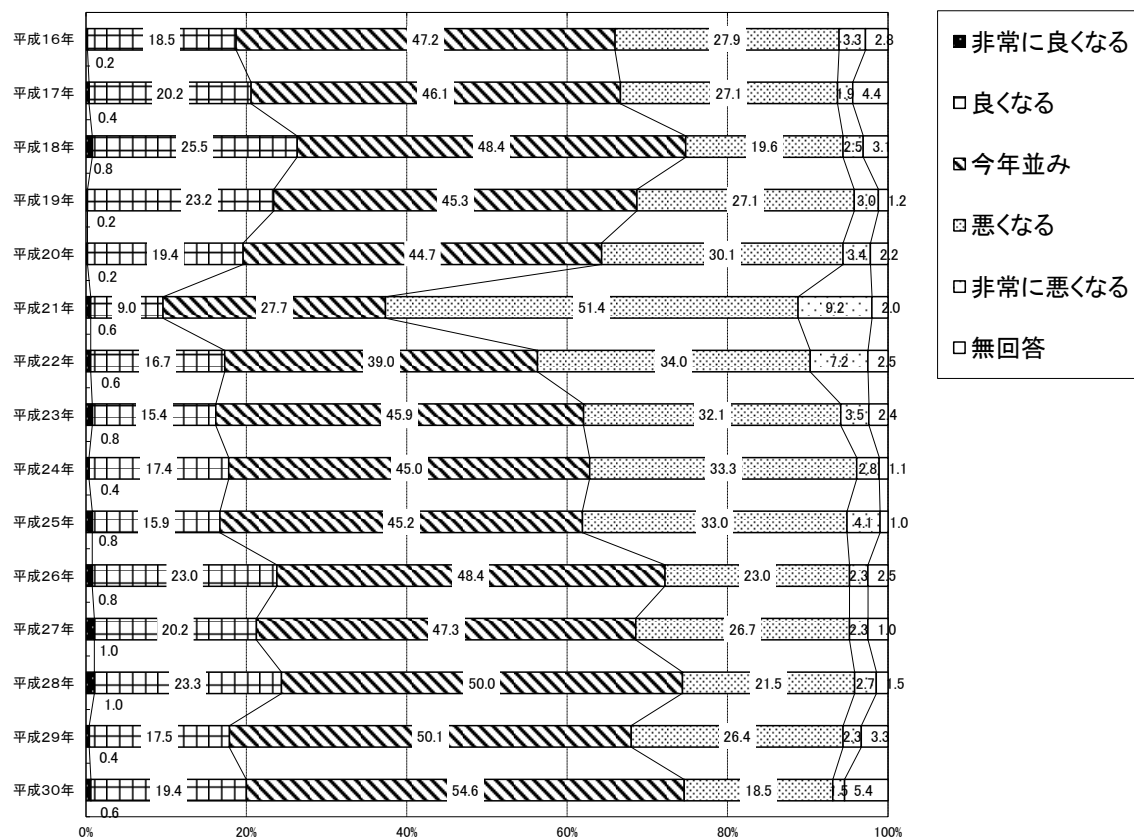 平成16年 18.5 47.2 27.9 3.3 2.8
0.2
平成17年 20.2 46.1 27.1 1.9 4.4
0.4
平成18年 25.5 48.4 19.6 2.5 3.1
0.8
平成19年 23.2 45.3 27.1 3.0 1.2
0.2
平成20年 19.4 44.7 30.1 3.4 2.2
0.2
平成21年 9.0 27.7 51.4 9.2 2.0
0.6
平成22年 16.7 39.0 34.0 7.2 2.5
0.6
平成23年 15.4 45.9 32.1 3.5 2.4
0.8
平成24年 17.4 45.0 33.3 2.8 1.1
0.4
平成25年 15.9 45.2 33.0 4.1 1.0
0.8
平成26年 23.0 48.4 23.0 2.3 2.5
0.8
平成27年 20.2 47.3 26.7 2.3 1.0
1.0
平成28年 23.3 50.0 21.5 2.7 1.5
1.0
平成29年 17.5 50.1 26.4 2.3 3.3
0.4
平成30年 19.4 54.6 18.5 1.5 5.4
0.6
0% 20% 40% 60% 80% 100%
非常に良くなる
良くなる
今年並み
悪くなる
非常に悪くなる
無回答